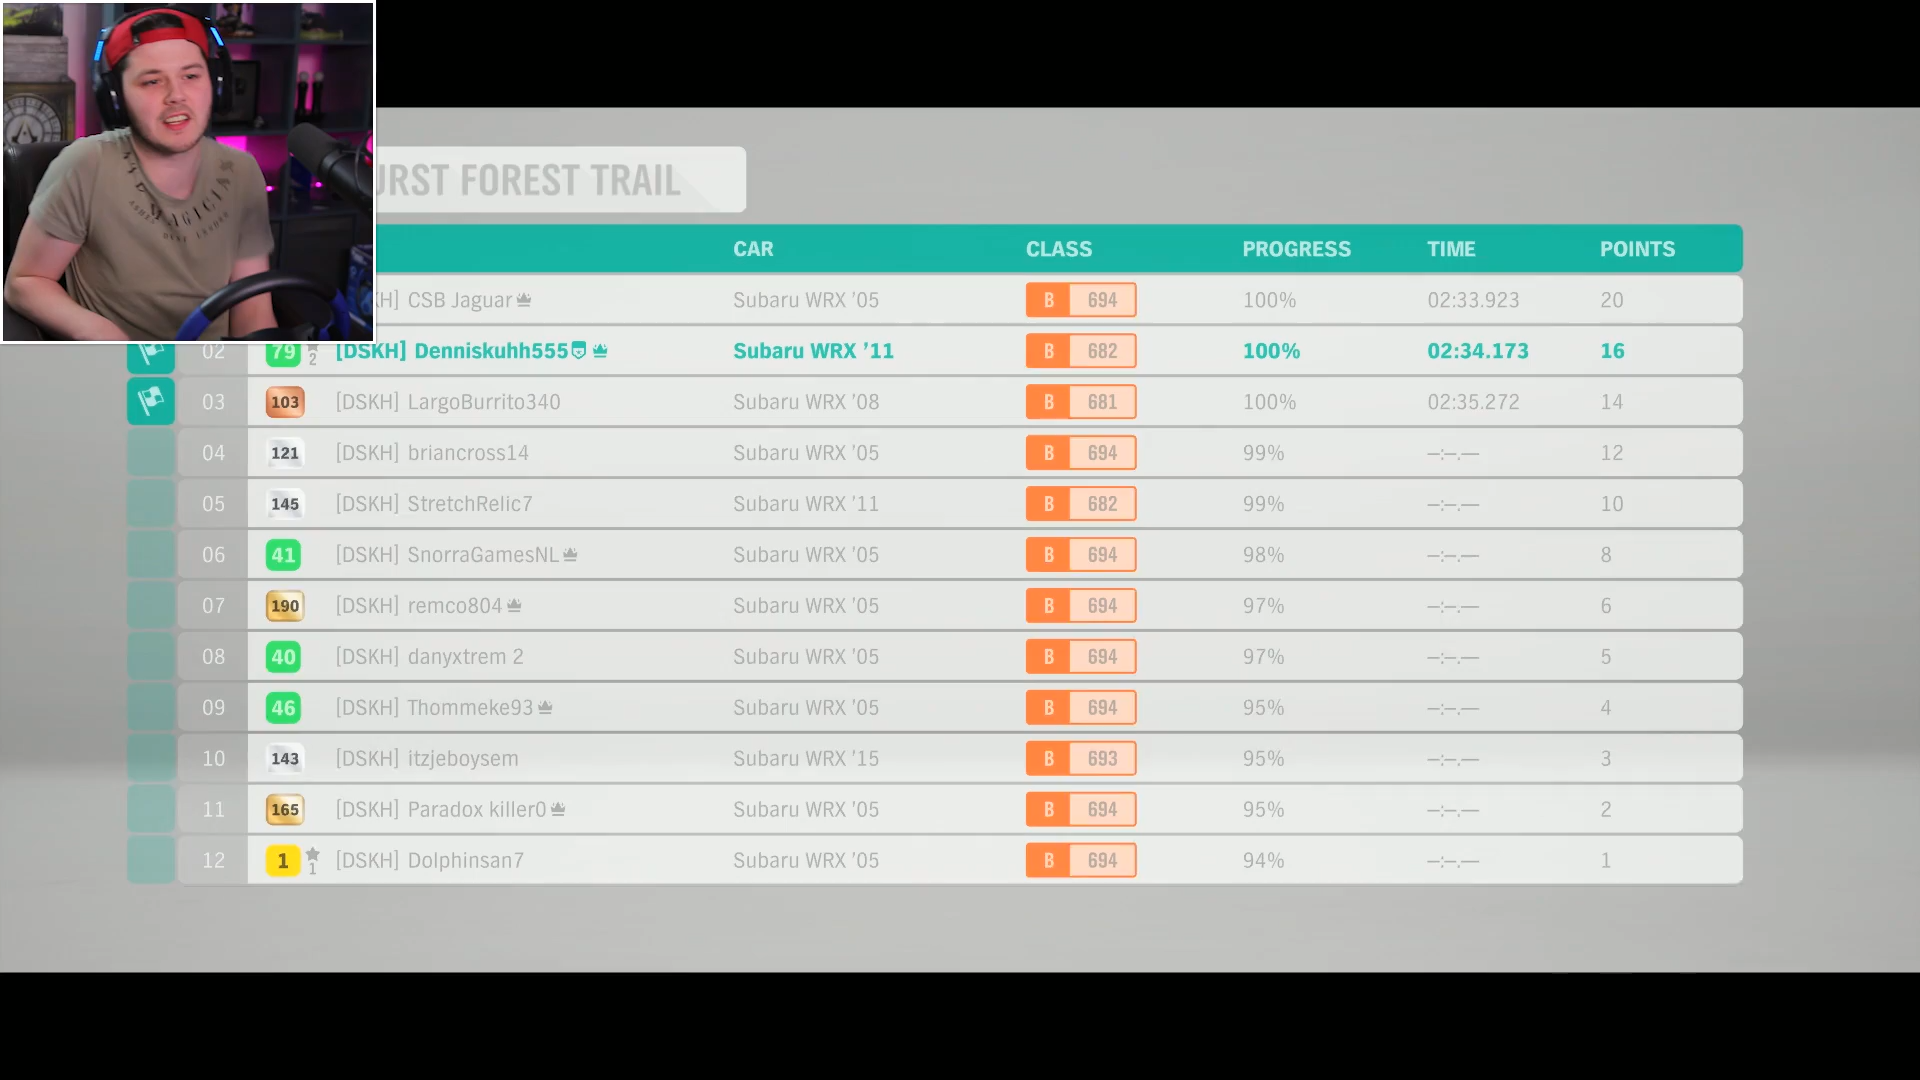 URST FOREST TRAIL
CAR CLASS PROGRESS TIME POINTS
KH] CSB Jaguar Subaru WRX '05 B 694 100% 02:33.923 20
02 79 2 [DSKH] Denniskuhh555 Subaru WRX '11 B 682 100% 02:34.173 16
03 103 [DSKH] LargoBurrito340 Subaru WRX '08 B 681 100% 02:35.272 14
04 121 [DSKH] briancross14 Subaru WRX '05 B 694 99% –:–.–– 12
05 145 [DSKH] StretchRelic7 Subaru WRX '11 B 682 99% –:–.–– 10
06 41 [DSKH] SnorraGamesNL Subaru WRX '05 B 694 98% –:–.–– 8
07 190 [DSKH] remco804 Subaru WRX '05 B 694 97% –:–.–– 6
08 40 [DSKH] danyxtrem 2 Subaru WRX '05 B 694 97% –:–.–– 5
09 46 [DSKH] Thommeke93 Subaru WRX '05 B 694 95% –:–.–– 4
10 143 [DSKH] itzjeboysem Subaru WRX '15 B 693 95% –:–.–– 3
11 165 [DSKH] Paradox killer0 Subaru WRX '05 B 694 95% –:–.–– 2
12 1 1 [DSKH] Dolphinsan7 Subaru WRX '05 B 694 94% –:–.–– 1